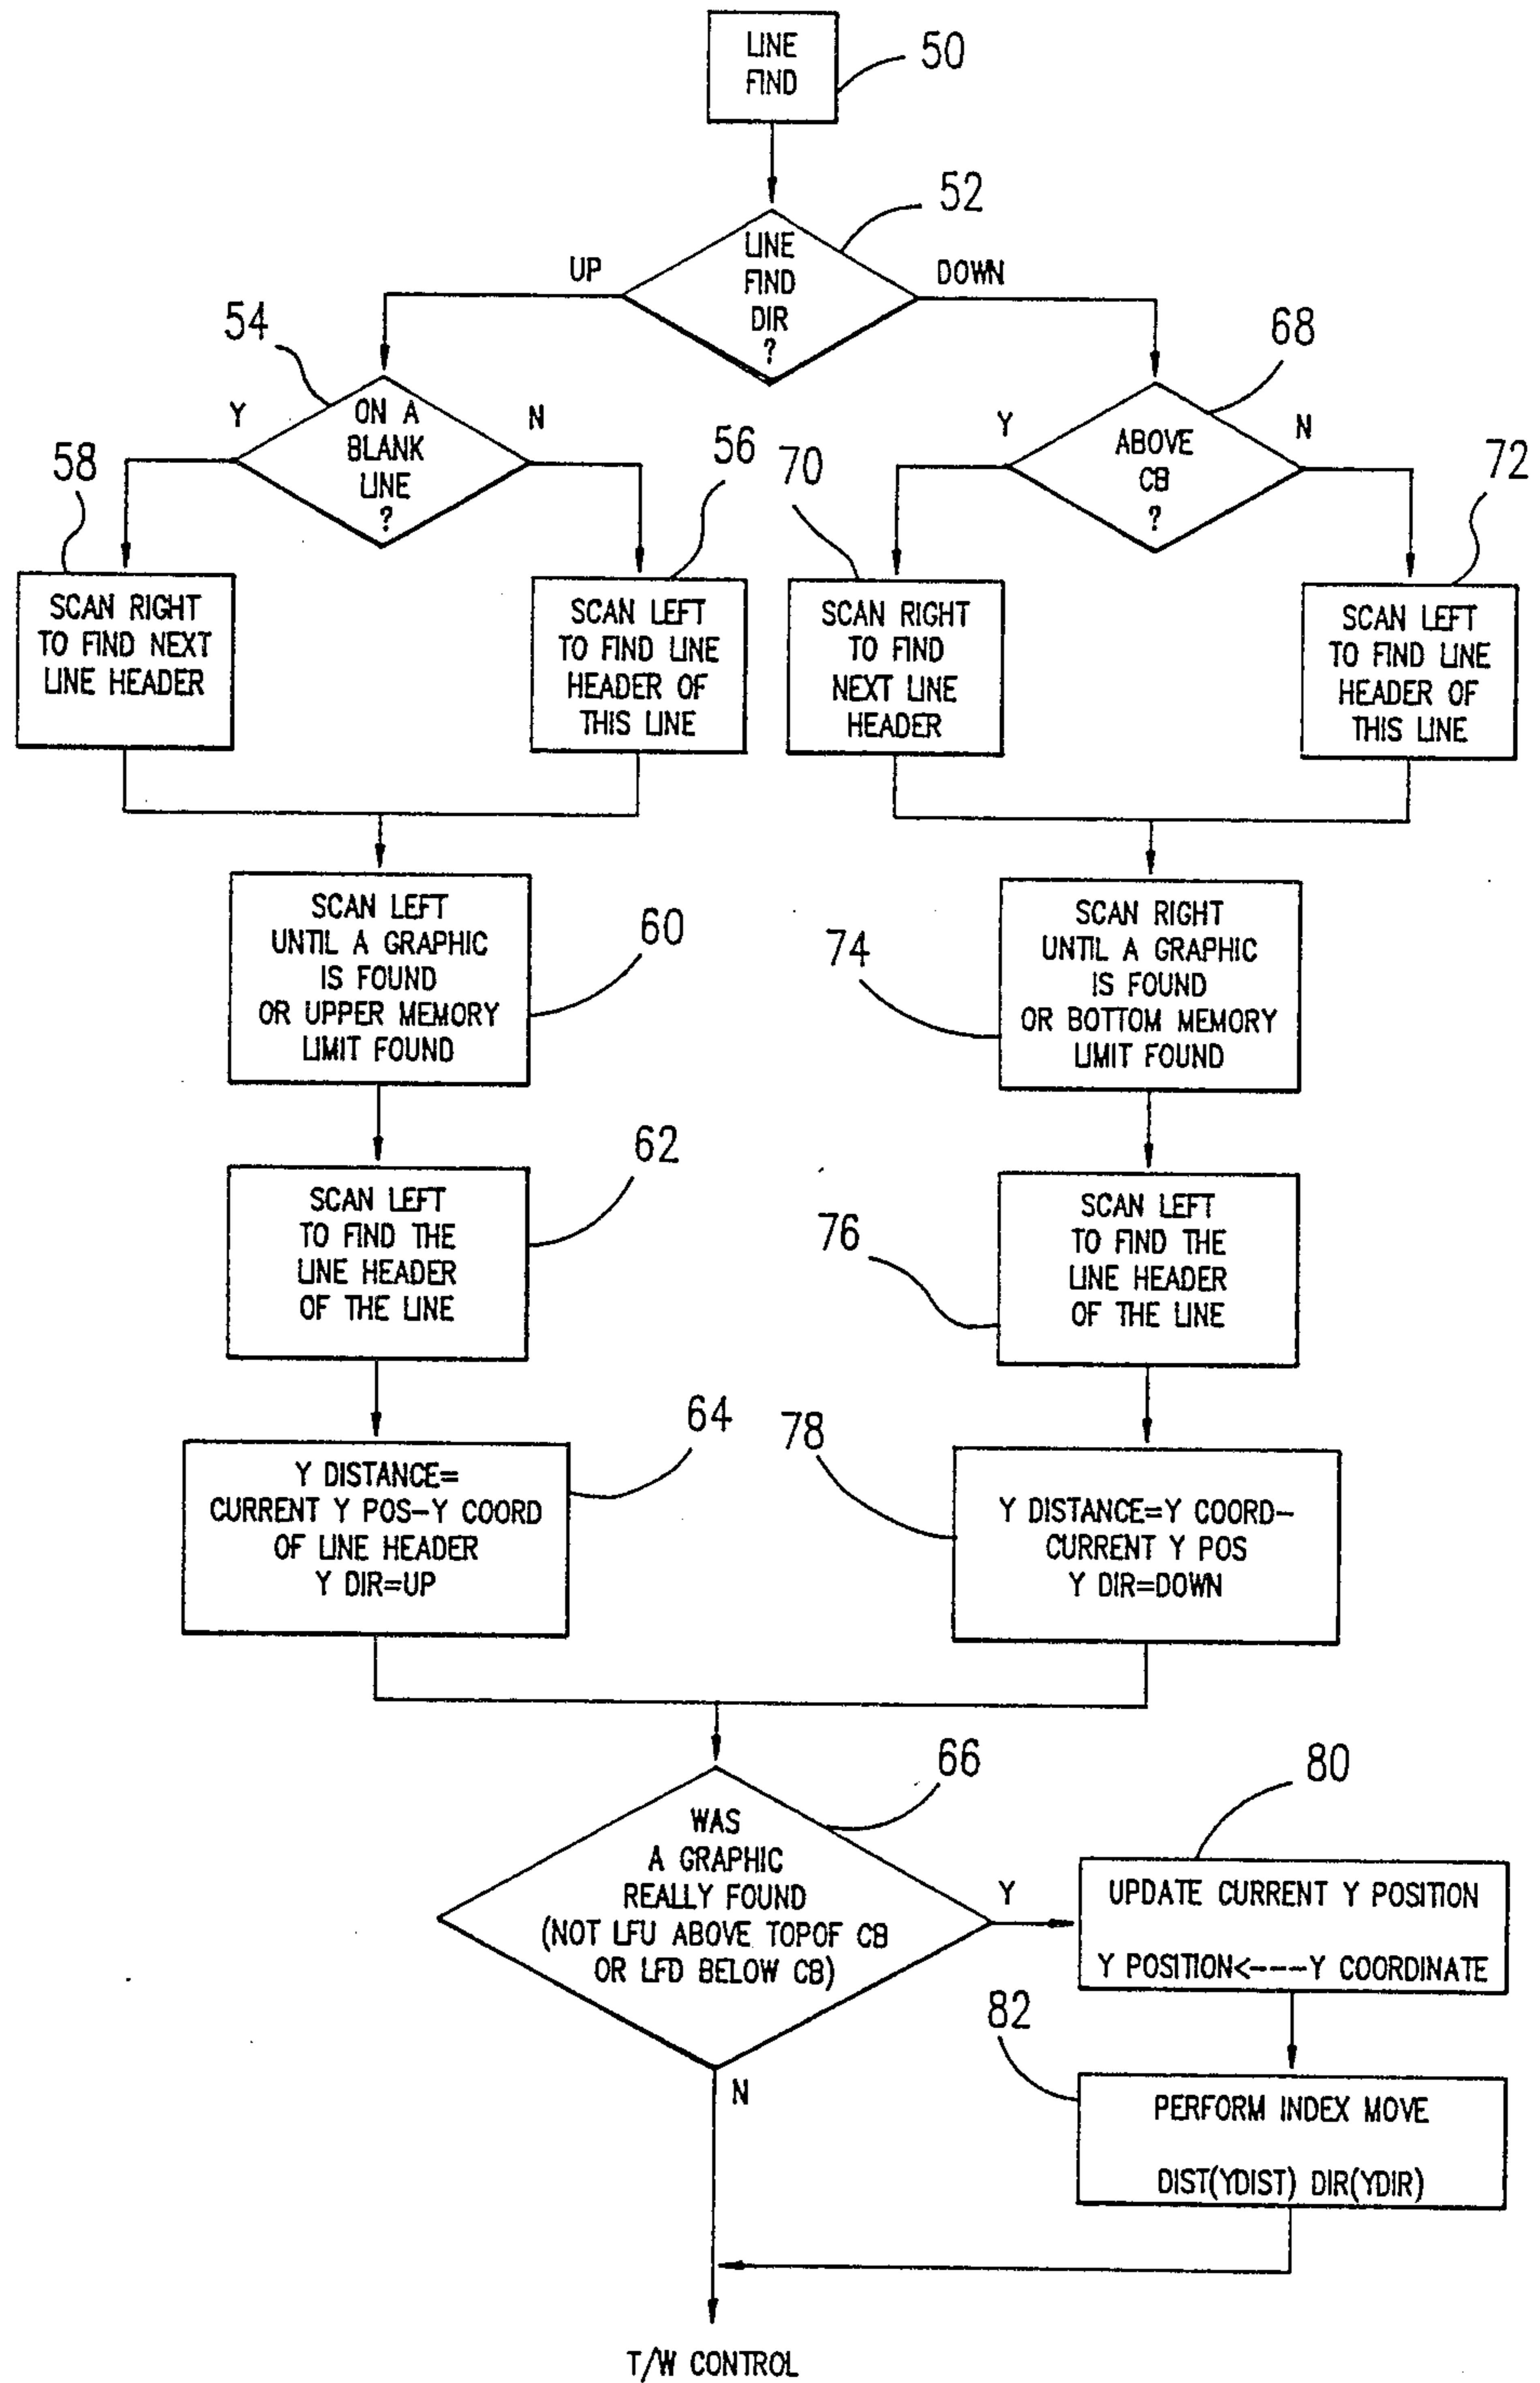 LINE
FIND
50
52
LINE
FIND
DIR
?
UP
DOWN
54
68
ON A
BLANK
LINE
?
Y
N
ABOVE
CB
?
Y
N
58
56
70
72
SCAN RIGHT
TO FIND NEXT
LINE HEADER
SCAN LEFT
TO FIND LINE
HEADER OF
THIS LINE
SCAN RIGHT
TO FIND
NEXT LINE
HEADER
SCAN LEFT
TO FIND LINE
HEADER OF
THIS LINE
SCAN LEFT
UNTIL A GRAPHIC
IS FOUND
OR UPPER MEMORY
LIMIT FOUND
60
74
SCAN RIGHT
UNTIL A GRAPHIC
IS FOUND
OR BOTTOM MEMORY
LIMIT FOUND
SCAN LEFT
TO FIND THE
LINE HEADER
OF THE LINE
62
76
SCAN LEFT
TO FIND THE
LINE HEADER
OF THE LINE
Y DISTANCE=
CURRENT Y POS-Y COORD
OF LINE HEADER
Y DIR=UP
64
78
Y DISTANCE=Y COORD-
CURRENT Y POS
Y DIR=DOWN
66
WAS
A GRAPHIC
REALLY FOUND
(NOT LFU ABOVE TOPOF CB
OR LFD BELOW CB)
Y
N
80
UPDATE CURRENT Y POSITION
Y POSITION<---Y COORDINATE
82
PERFORM INDEX MOVE
DIST(YDIST) DIR(YDIR)
T/W CONTROL